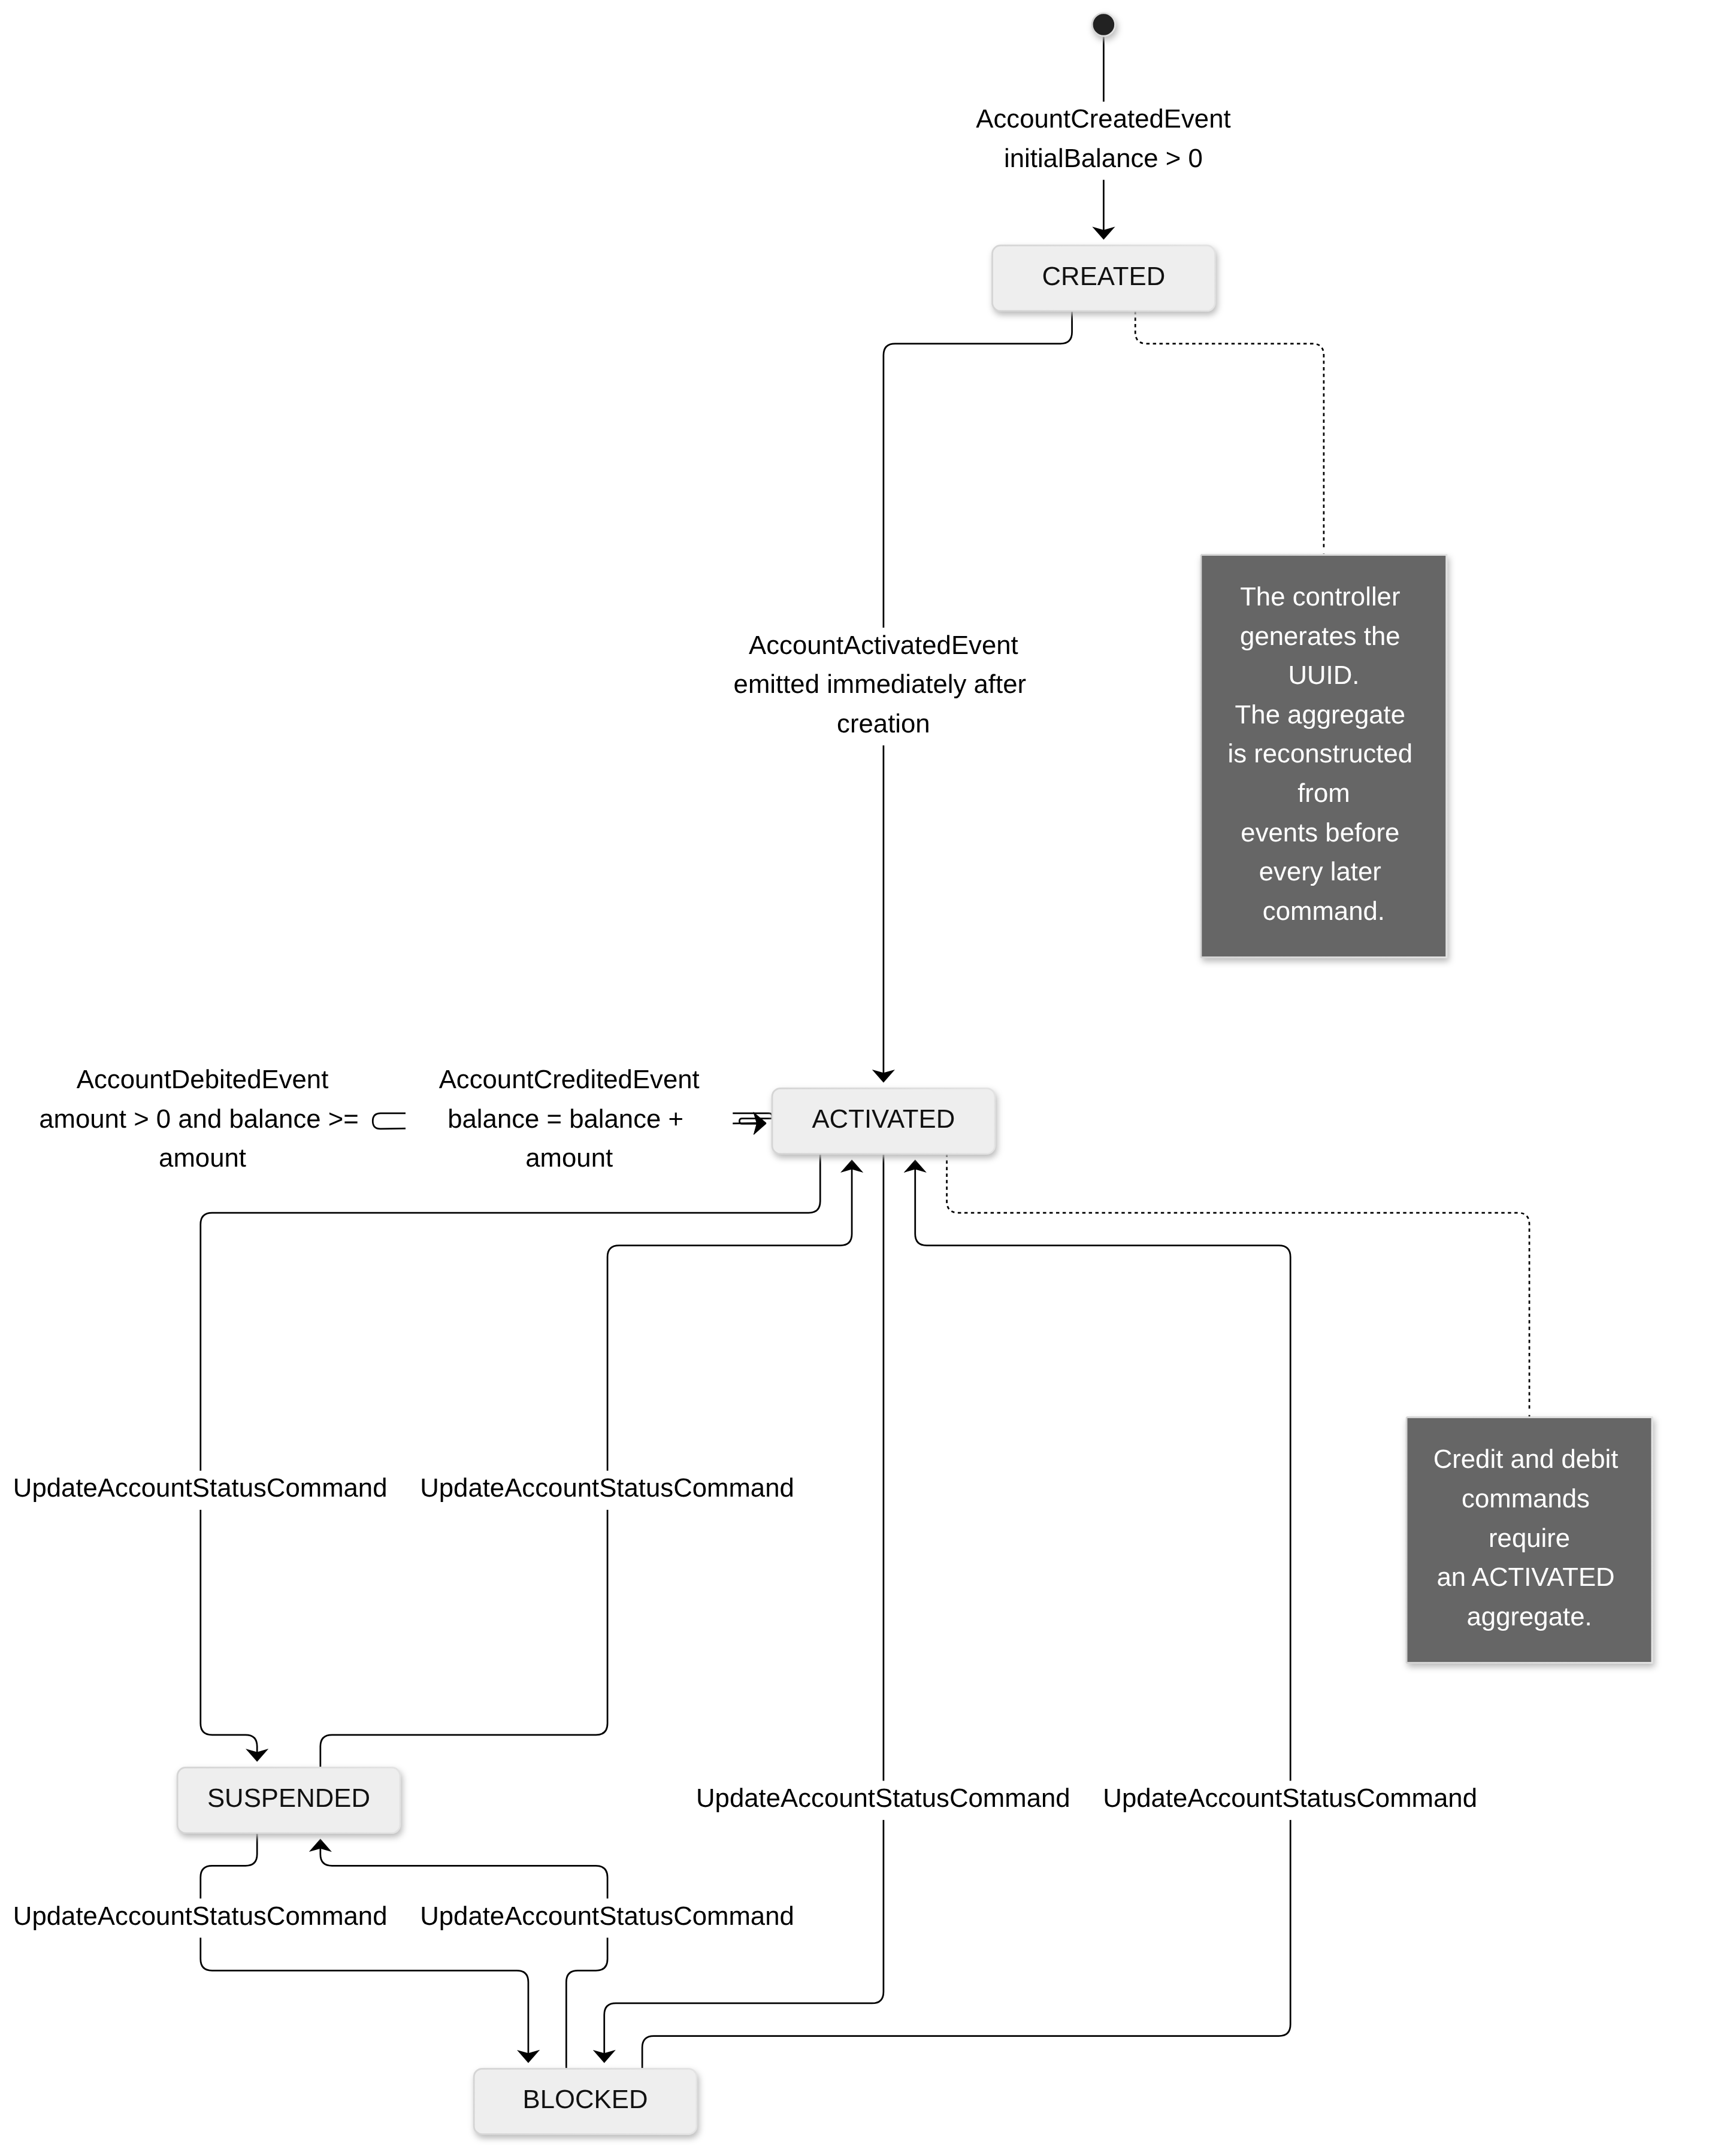 AccountCreatedEvent
initialBalance > 0
CREATED
The controller
generates the
UUID.
The aggregate
is reconstructed
from
events before
every later
command.
AccountActivatedEvent
emitted immediately after
creation
AccountDebitedEvent
amount > 0 and balance >=
amount
AccountCreditedEvent
balance = balance +
amount
ACTIVATED
Credit and debit
commands
require
an ACTIVATED
aggregate.
UpdateAccountStatusCommand
UpdateAccountStatusCommand
SUSPENDED
UpdateAccountStatusCommand
UpdateAccountStatusCommand
UpdateAccountStatusCommand
UpdateAccountStatusCommand
BLOCKED